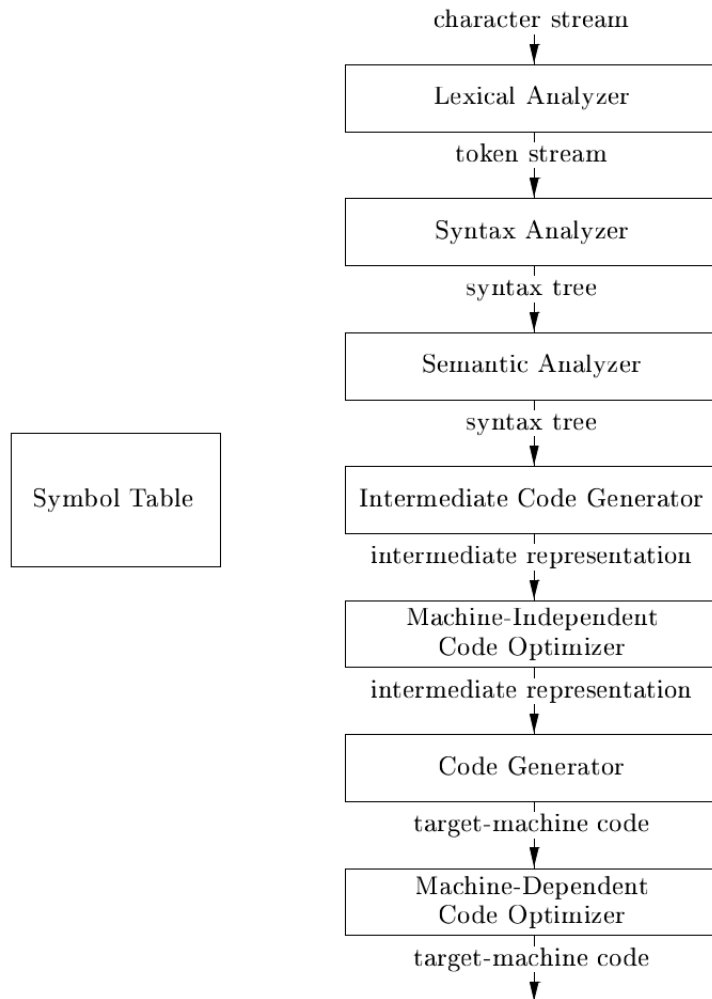 character stream
Lexical Analyzer
token stream
Syntax Analyzer
syntax tree
Semantic Analyzer
syntax tree
Symbol Table
Intermediate Code Generator
intermediate representation
Machine-Independent
Code Optimizer
intermediate representation
Code Generator
target-machine code
Machine-Dependent
Code Optimizer
target-machine code